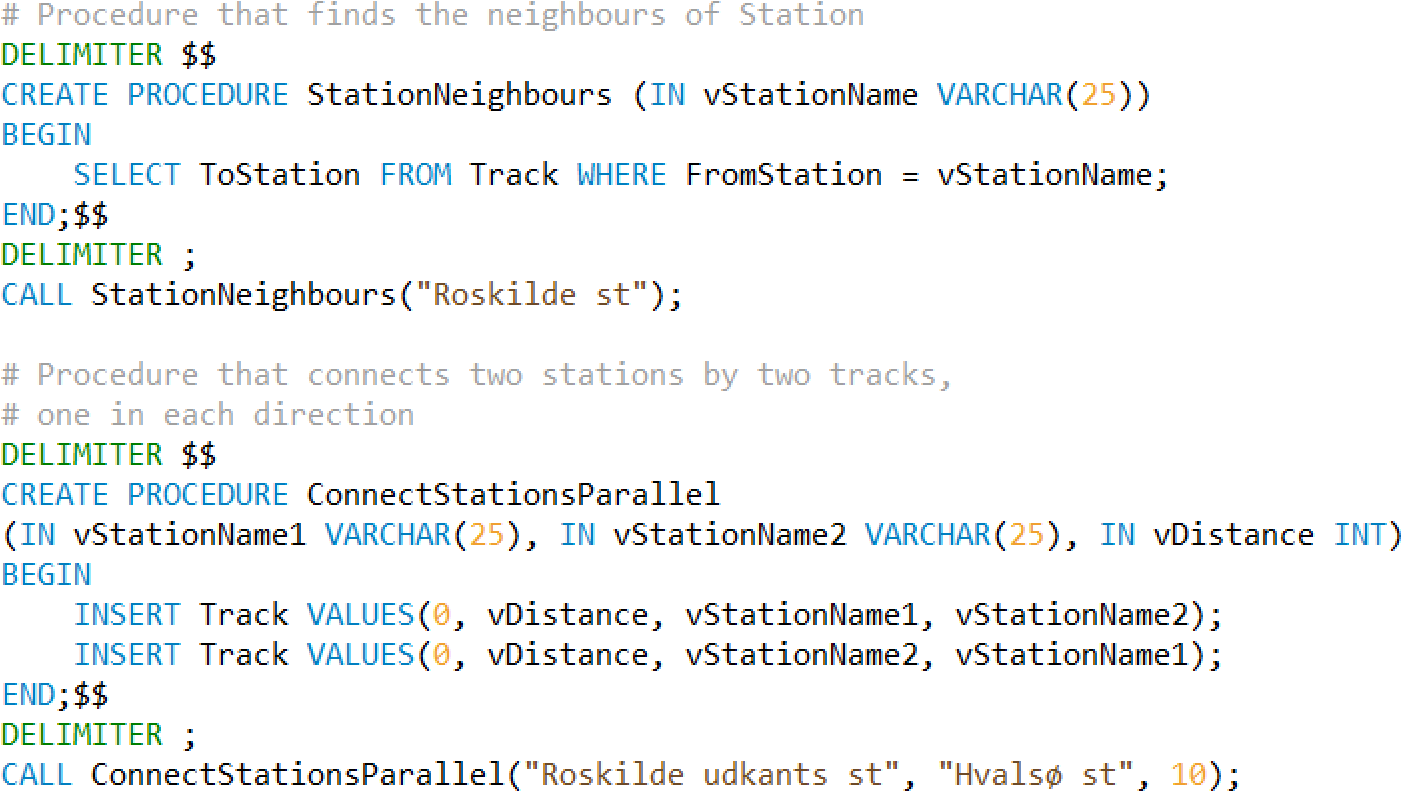 # Procedure that finds the neighbours of Station
DELIMITER $$
CREATE PROCEDURE StationNeighbours (IN vStationName VARCHAR(25))
BEGIN
    SELECT ToStation FROM Track WHERE FromStation = vStationName;
END;$$
DELIMITER ;
CALL StationNeighbours("Roskilde st");

# Procedure that connects two stations by two tracks,
# one in each direction
DELIMITER $$
CREATE PROCEDURE ConnectStationsParallel
(IN vStationName1 VARCHAR(25), IN vStationName2 VARCHAR(25), IN vDistance INT)
BEGIN
    INSERT Track VALUES(0, vDistance, vStationName1, vStationName2);
    INSERT Track VALUES(0, vDistance, vStationName2, vStationName1);
END;$$
DELIMITER ;
CALL ConnectStationsParallel("Roskilde udkants st", "Hvalsø st", 10);